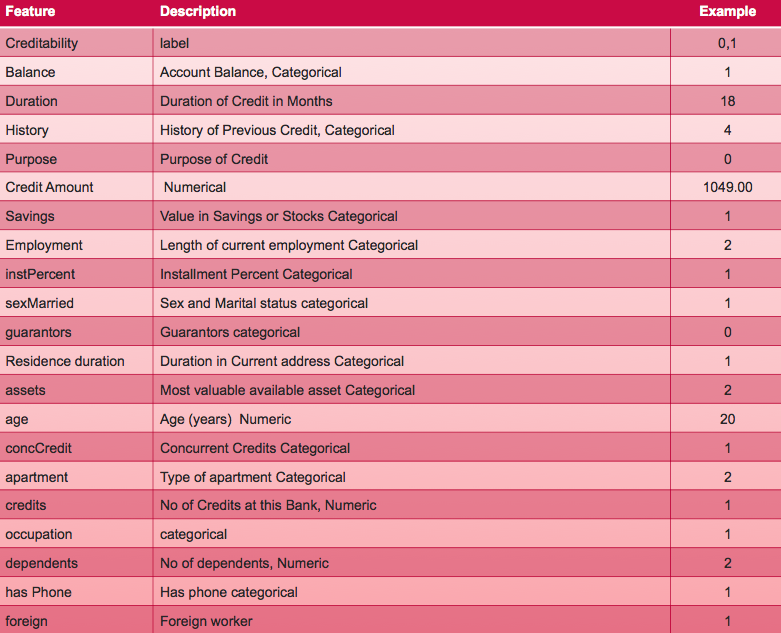 Feature Description Example
Creditability label 0,1
Balance Account Balance, Categorical 1
Duration Duration of Credit in Months 18
History History of Previous Credit, Categorical 4
Purpose Purpose of Credit 0
Credit Amount Numerical 1049.00
Savings Value in Savings or Stocks Categorical 1
Employment Length of current employment Categorical 2
instPercent Installment Percent Categorical 1
sexMarried Sex and Marital status categorical 1
guarantors Guarantors categorical 0
Residence duration Duration in Current address Categorical 1
assets Most valuable available asset Categorical 2
age Age (years) Numeric 20
concCredit Concurrent Credits Categorical 1
apartment Type of apartment Categorical 2
credits No of Credits at this Bank, Numeric 1
occupation categorical 1
dependents No of dependents, Numeric 2
has Phone Has phone categorical 1
foreign Foreign worker 1